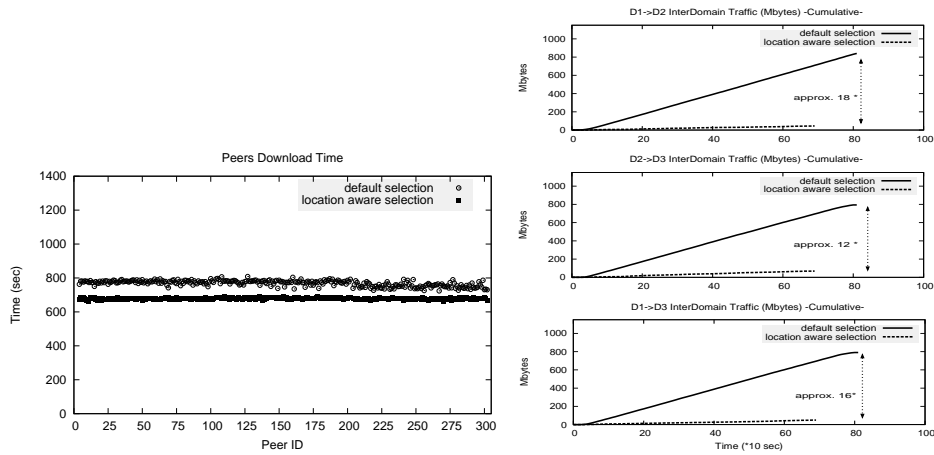 Peers Download Time
default selection
location aware selection
Time (sec)
1400
1200
1000
800
600
400
200
0
0 25 50 75 100 125 150 175 200 225 250 275 300
Peer ID
D1->D2 InterDomain Traffic (Mbytes) -Cumulative-
default selection
location aware selection
Mbytes
1000
800
600
400
200
0
approx. 18 "
0 20 40 60 80 100
D2->D3 InterDomain Traffic (Mbytes) -Cumulative-
default selection
location aware selection
Mbytes
1000
800
600
400
200
0
approx. 12 "
0 20 40 60 80 100
D1->D3 InterDomain Traffic (Mbytes) -Cumulative-
default selection
location aware selection
Mbytes
1000
800
600
400
200
0
approx. 16"
0 20 40 60 80 100
Time (*10 sec)